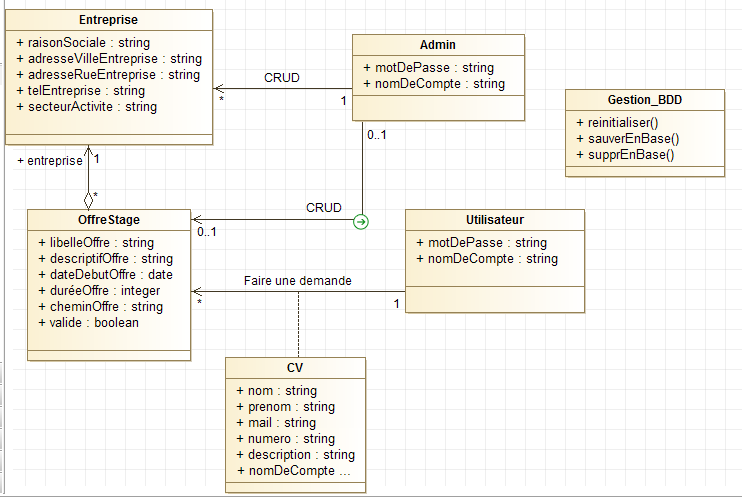 Entreprise
+ raisonSociale : string
+ adresseVilleEntreprise : string
+ adresseRueEntreprise : string
+ telEntreprise : string
+ secteurActivite : string
Admin
+ motDePasse : string
+ nomDeCompte : string
CRUD
*
1
Gestion_BDD
+ reinitialiser()
+ sauverEnBase()
+ supprEnBase()
0..1
+ entreprise
1
*
OffreStage
+ libelleOffre : string
+ descriptifOffre : string
+ dateDebutOffre : date
+ duréeOffre : integer
+ cheminOffre : string
+ valide : boolean
CRUD
0..1
Utilisateur
+ motDePasse : string
+ nomDeCompte : string
Faire une demande
*
1
CV
+ nom : string
+ prenom : string
+ mail : string
+ numero : string
+ description : string
+ nomDeCompte ...